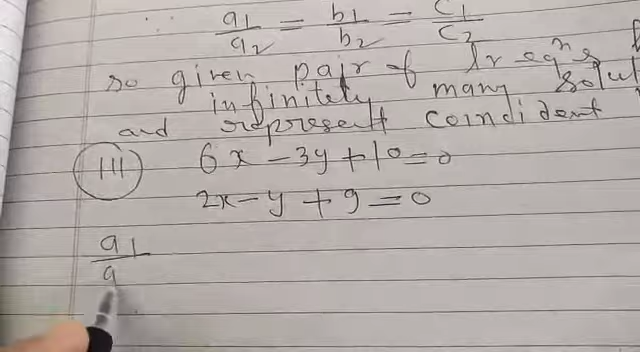 a1/a2 = b1/b2 = c1/c2
so given pair of lr eqns
infinitely many solu
and represent coindident
(III) 6x - 3y + 10 = 0
2x - y + 9 = 0
a1/a